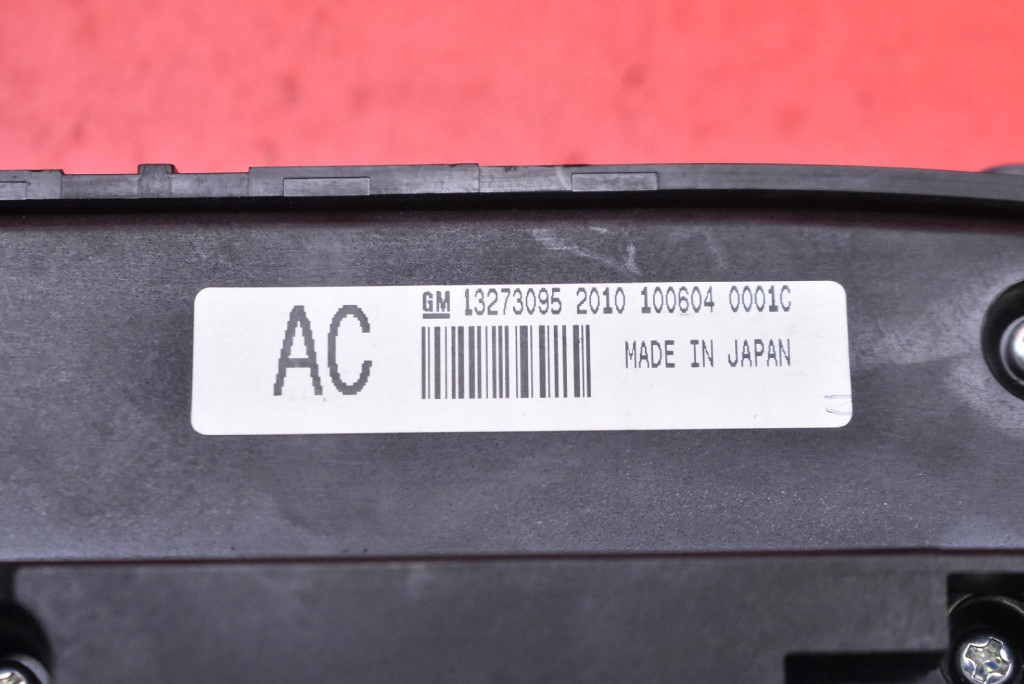 AC
GM 13273095 2010 100604 0001C
MADE IN JAPAN